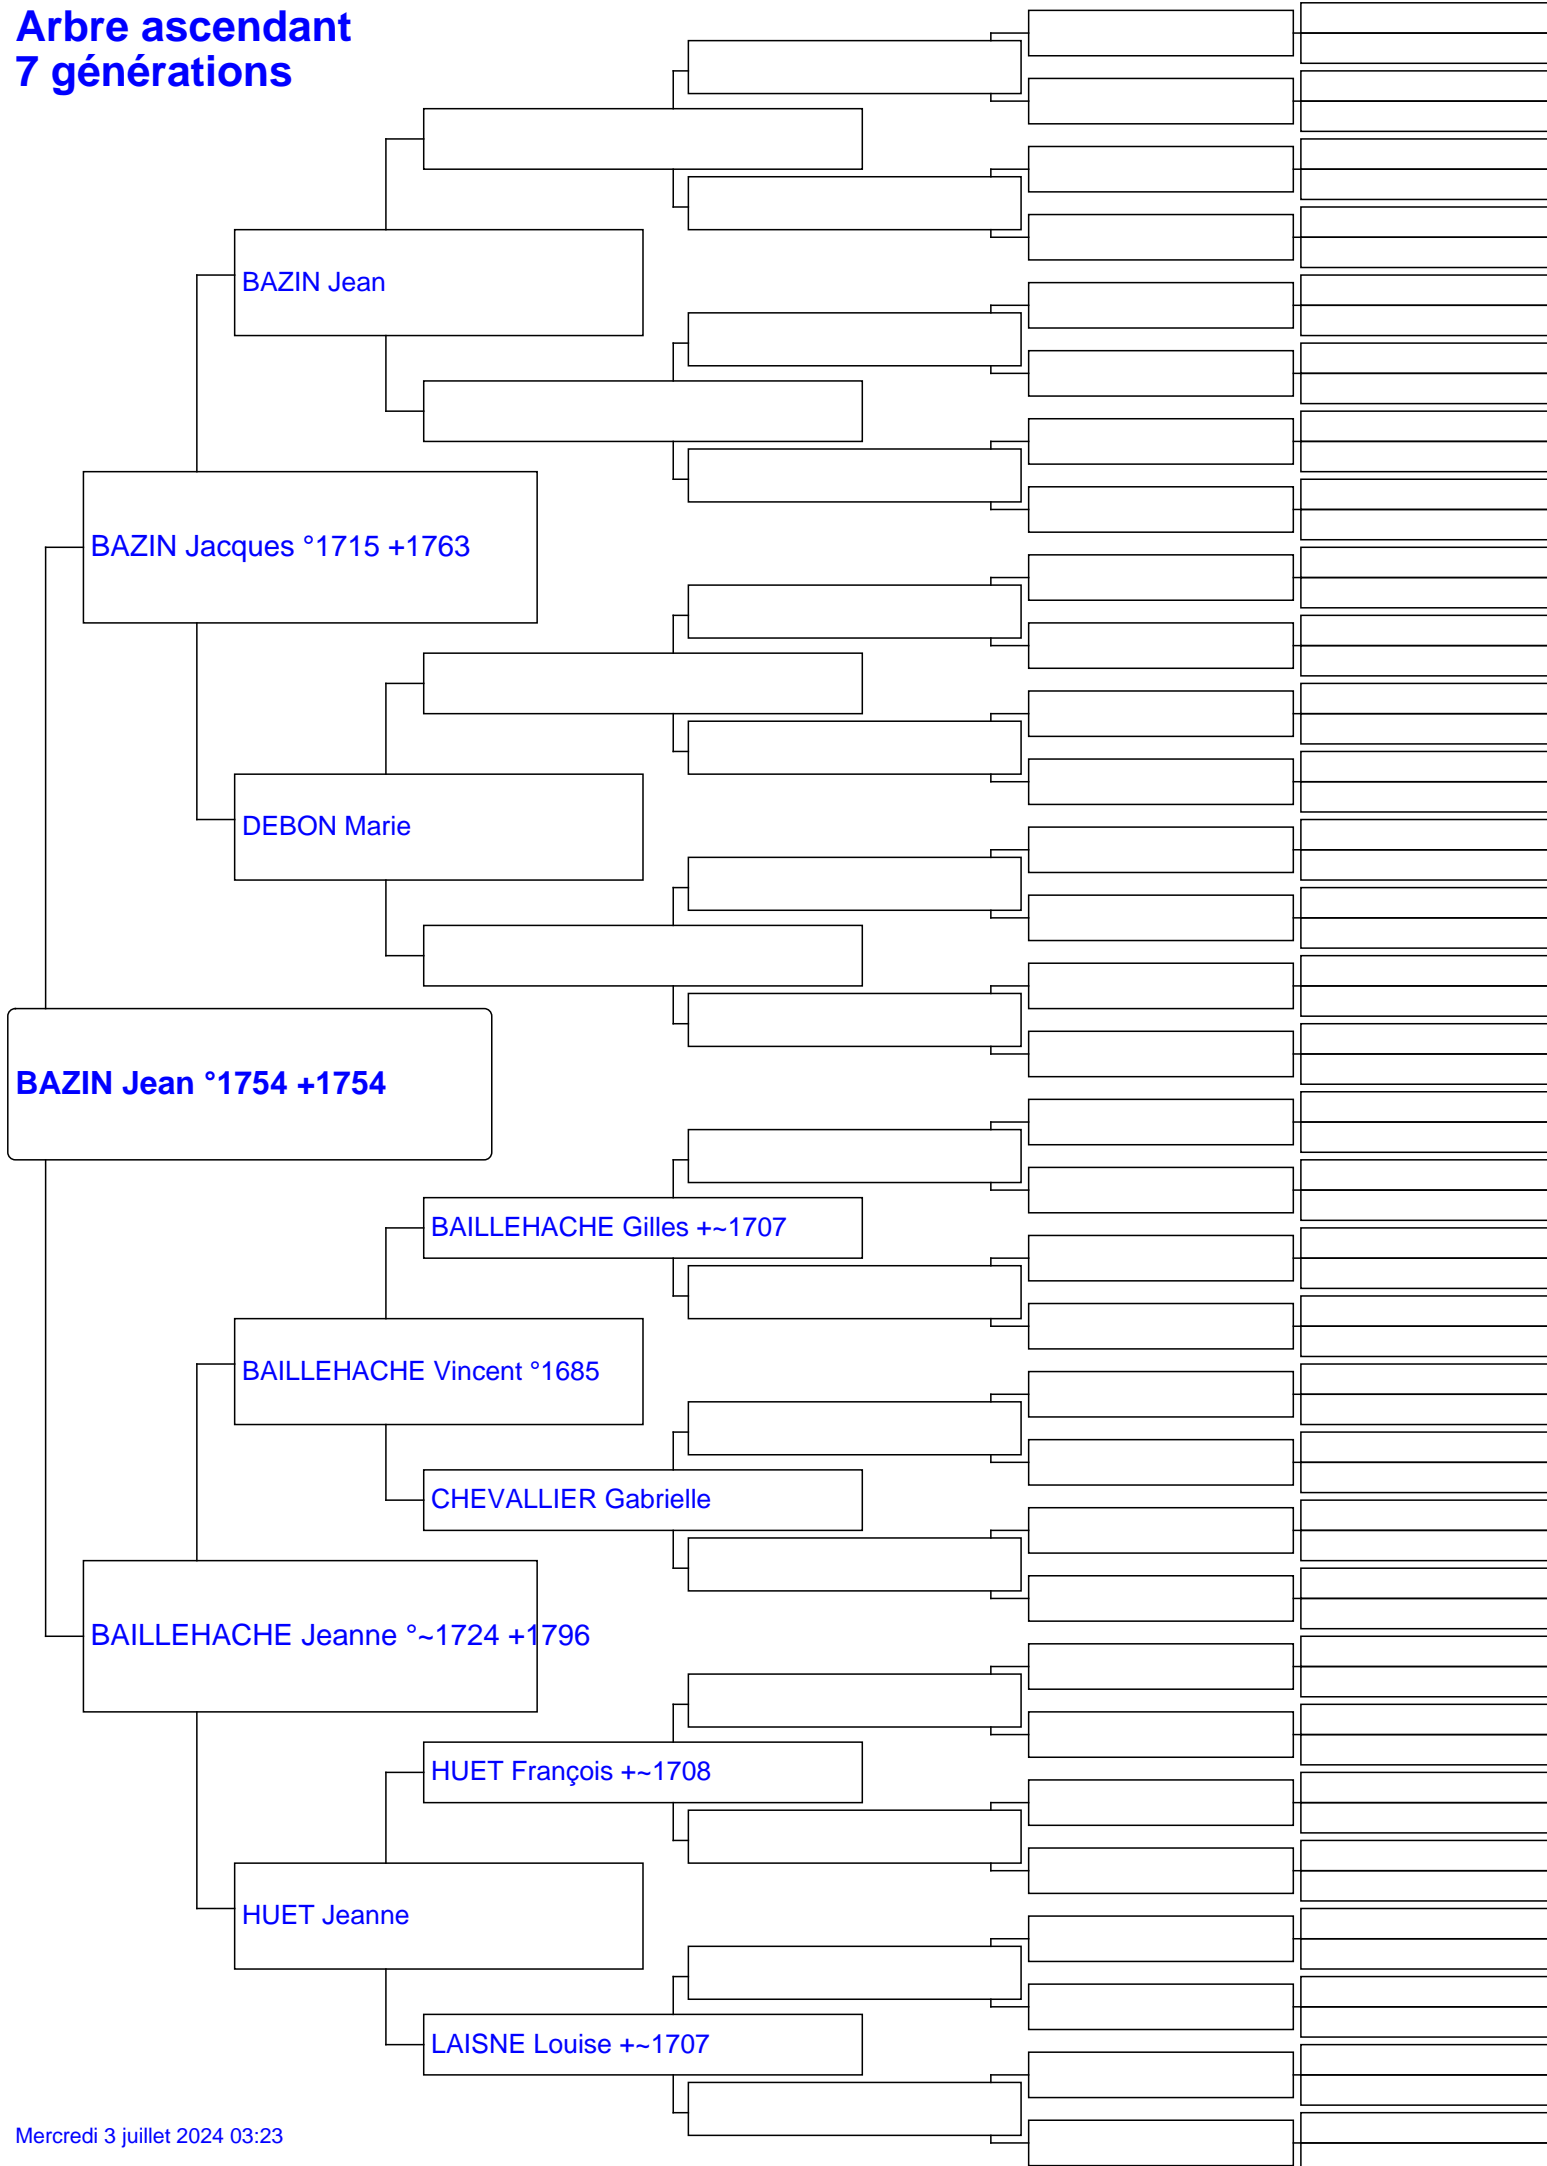 Arbre ascendant
7 générations
BAZIN Jean
BAZIN Jacques °1715 +1763
DEBON Marie
BAZIN Jean °1754 +1754
BAILLEHACHE Gilles +~1707
BAILLEHACHE Vincent °1685
CHEVALLIER Gabrielle
BAILLEHACHE Jeanne °~1724 +1796
HUET François +~1708
HUET Jeanne
LAISNE Louise +~1707
Mercredi 3 juillet 2024 03:23